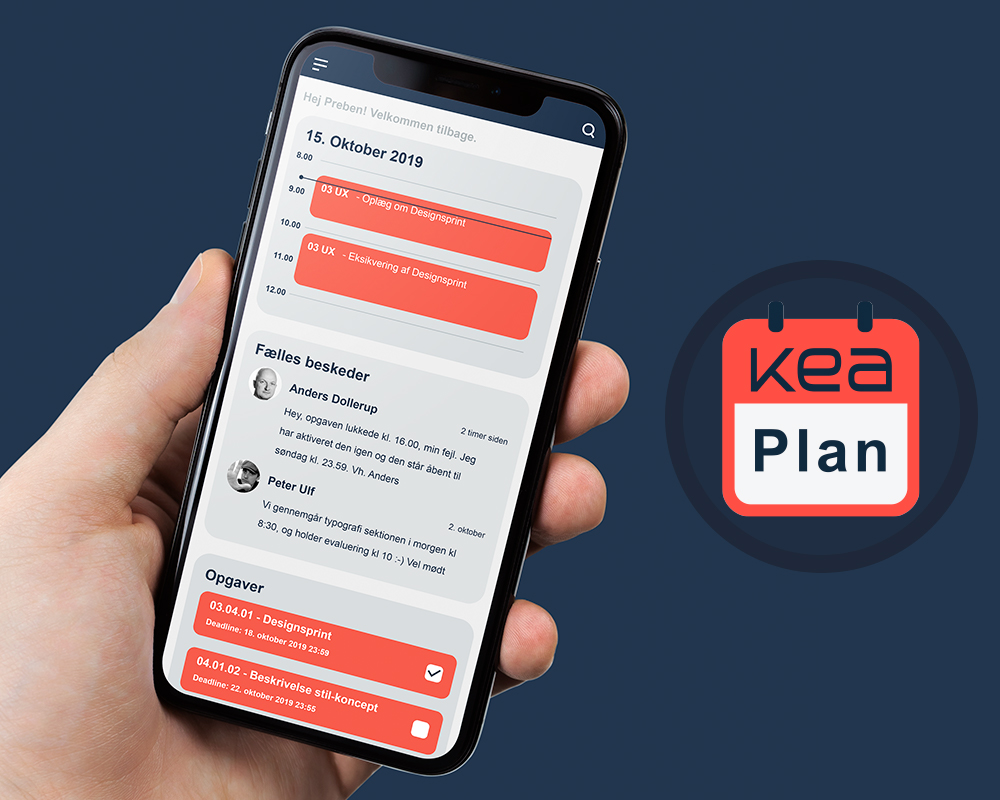 Hej Preben! Velkommen tilbage.
15. Oktober 2019
8.00
9.00
03 UX - Oplæg om Designsprint
10.00
11.00
03 UX - Eksikvering af Designsprint
12.00
Fælles beskeder
Anders Dollerup
2 timer siden
Hey, opgaven lukkede kl. 16.00, min fejl. Jeg
har aktiveret den igen og den står åbent til
søndag kl. 23.59. Vh. Anders
Peter Ulf
2. oktober
Vi gennemgår typografi sektionen i morgen kl
8:30, og holder evaluering kl 10 :-) Vel mødt
Opgaver
03.04.01 - Designsprint
Deadline: 18. oktober 2019 23:59
04.01.02 - Beskrivelse stil-koncept
Deadline: 22. oktober 2019 23:55
kea
Plan